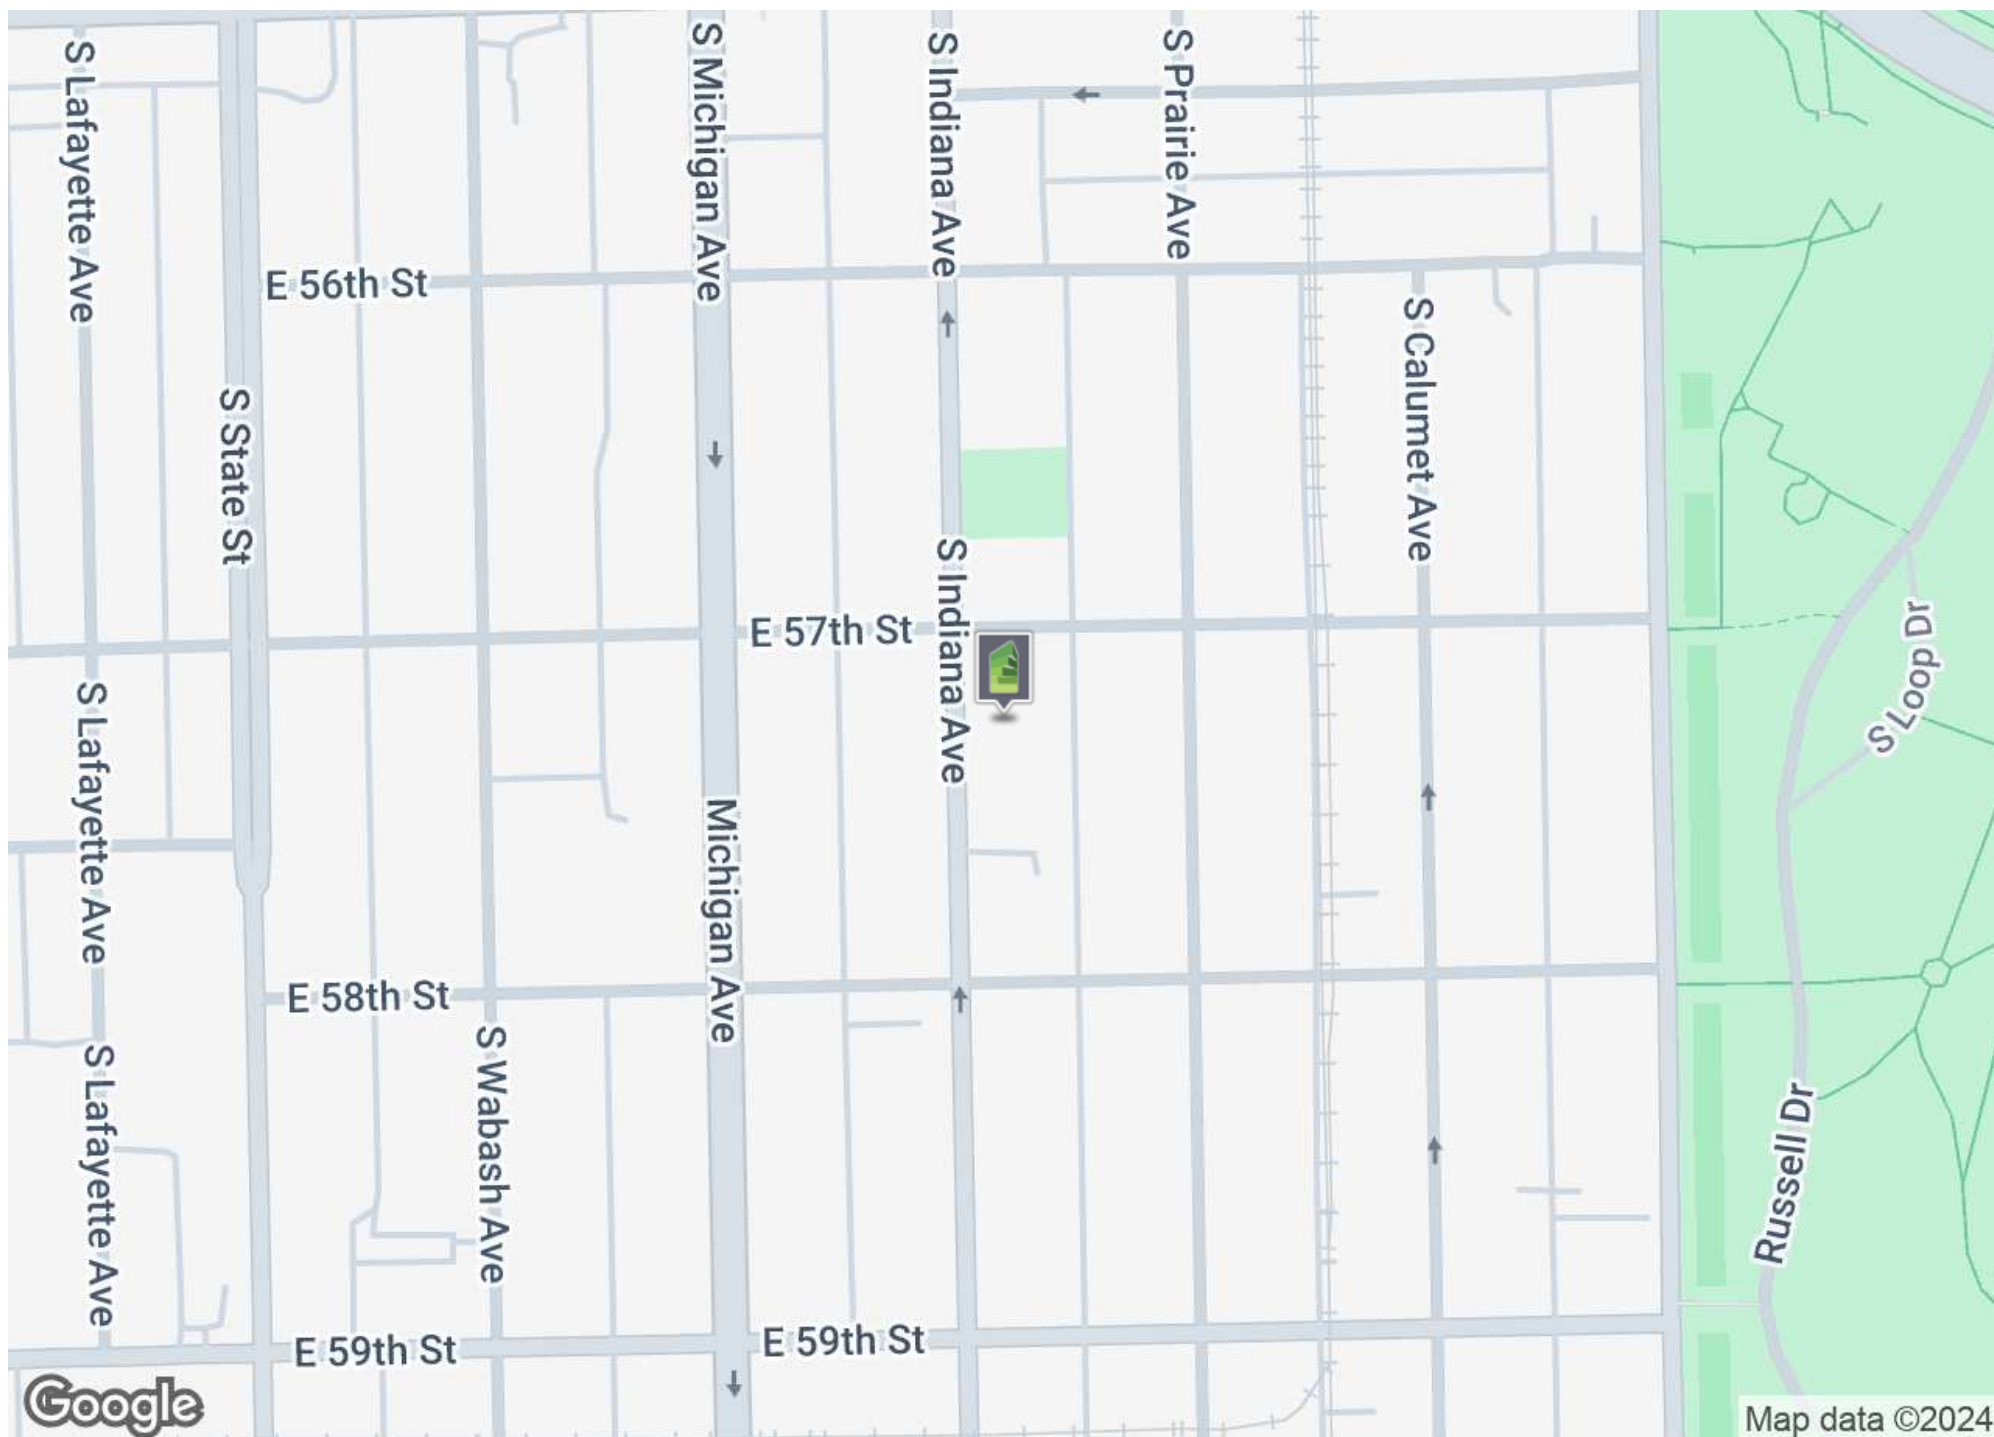 S Lafayette Ave
S Michigan Ave
S Indiana Ave
S Prairie Ave
E 56th St
S Calumet Ave
S State St
S Indiana Ave
E 57th St
S Loop Dr
S Lafayette Ave
Michigan Ave
E 58th St
S Wabash Ave
S Lafayette Ave
Russell Dr
E 59th St
E 59th St
Google
Map data ©2024